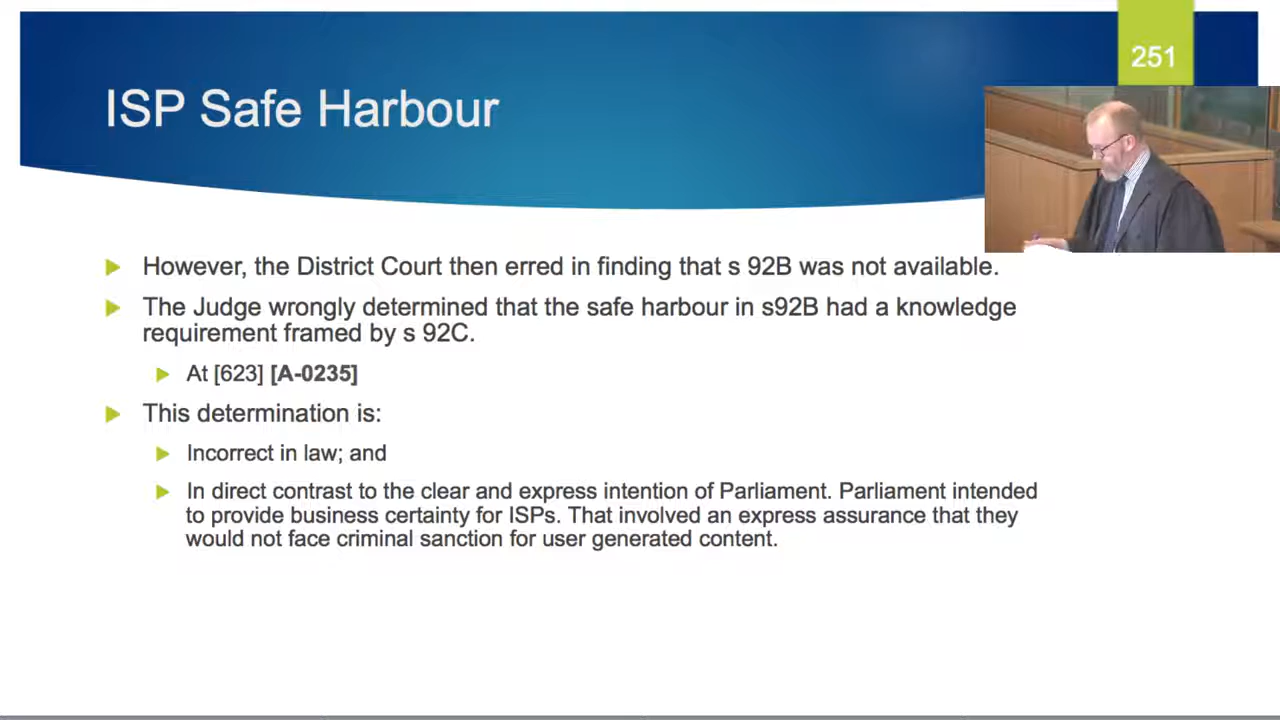 251
ISP Safe Harbour
However, the District Court then erred in finding that s 92B was not available.
The Judge wrongly determined that the safe harbour in s92B had a knowledge
requirement framed by s 92C.
At [623] [A-0235]
This determination is:
Incorrect in law; and
In direct contrast to the clear and express intention of Parliament. Parliament intended
to provide business certainty for ISPs. That involved an express assurance that they
would not face criminal sanction for user generated content.